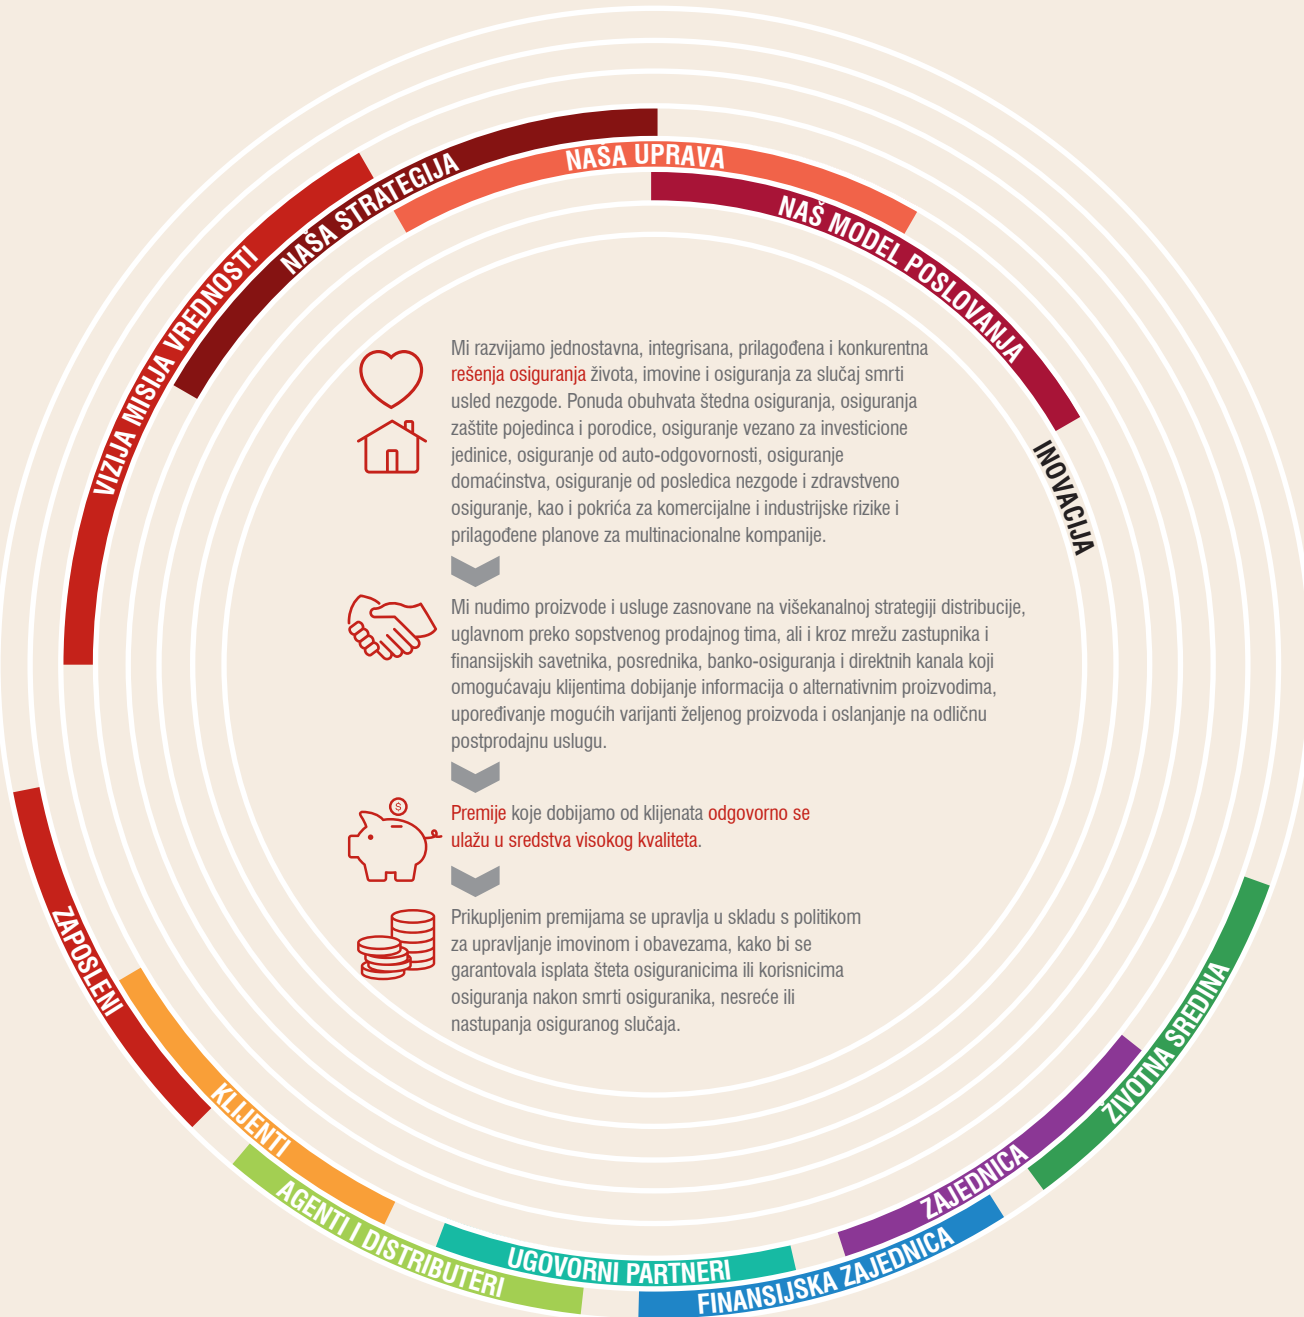 VIZIJA MISIJA VREDNOSTI
NAŠA STRATEGIJA
NAŠA UPRAVA
NAŠ MODEL POSLOVANJA
INOVACIJA
Mi razvijamo jednostavna, integrisana, prilagođena i konkurentna
rešenja osiguranja života, imovine i osiguranja za slučaj smrti
usled nezgode. Ponuda obuhvata štedna osiguranja, osiguranja
zaštite pojedinca i porodice, osiguranje vezano za investicione
jedinice, osiguranje od auto-odgovornosti, osiguranje
domaćinstva, osiguranje od posledica nezgode i zdravstveno
osiguranje, kao i pokrića za komercijalne i industrijske rizike i
prilagođene planove za multinacionalne kompanije.
Mi nudimo proizvode i usluge zasnovane na višekanalnoj strategiji distribucije,
uglavnom preko sopstvenog prodajnog tima, ali i kroz mrežu zastupnika i
finansijskih savetnika, posrednika, banko-osiguranja i direktnih kanala koji
omogućavaju klijentima dobijanje informacija o alternativnim proizvodima,
upoređivanje mogućih varijanti željenog proizvoda i oslanjanje na odličnu
postprodajnu uslugu.
$
Premije koje dobijamo od klijenata odgovorno se
ulažu u sredstva visokog kvaliteta.
Prikupljenim premijama se upravlja u skladu s politikom
za upravljanje imovinom i obavezama, kako bi se
garantovala isplata šteta osiguranicima ili korisnicima
osiguranja nakon smrti osiguranika, nesreće ili
nastupanja osiguranog slučaja.
ZAPOSLENI
KLIJENTI
AGENTI I DISTRIBUTERI
UGOVORNI PARTNERI
FINANSIJSKA ZAJEDNICA
ZAJEDNICA
ŽIVOTNA SREDINA